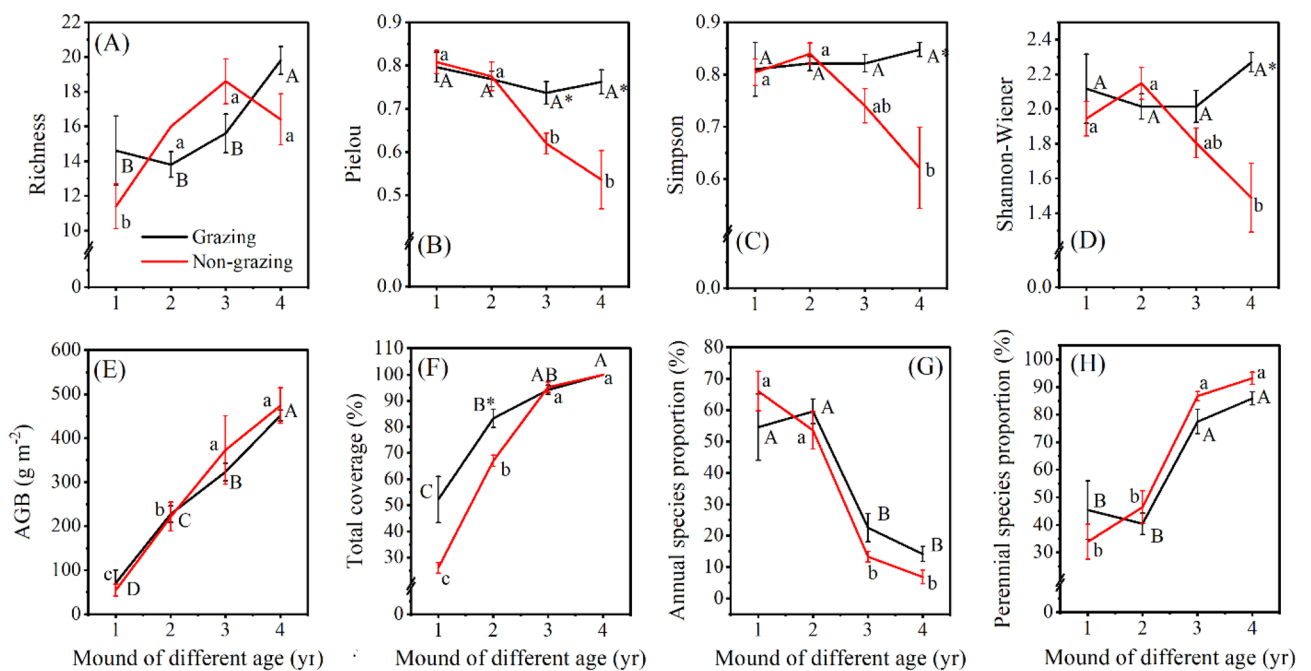 (A)
Richness
22
20
18
16
14
12
10
0
1 2 3 4
B
b
a
B
a
B
A
a
Grazing
Non-grazing
(B)
Pielou
0.9
0.8
0.7
0.6
0.5
0.0
1 2 3 4
a
A
a
A
A*
b
A*
b
(C)
Simpson
0.9
0.8
0.7
0.6
0.0
1 2 3 4
A
a
a
A
A
ab
A*
b
(D)
Shannon-Wiener
2.4
2.2
2.0
1.8
1.6
1.4
0.0
1 2 3 4
A
a
a
A
A
ab
A*
b
(E)
AGB (g m-2)
600
500
400
300
200
100
0
1 2 3 4
c
D
b
C
a
B
a
A
Mound of different age (yr)
(F)
Total coverage (%)
110
100
90
80
70
60
50
40
30
0
1 2 3 4
C
c
B*
b
AB
a
A
a
Mound of different age (yr)
(G)
Annual species proportion (%)
80
70
60
50
40
30
20
10
0
1 2 3 4
a
A
A
a
B
b
B
b
Mound of different age (yr)
(H)
Perennial species proportion (%)
100
90
80
70
60
50
40
30
0
1 2 3 4
B
b
b
B
a
A
a
A
Mound of different age (yr)